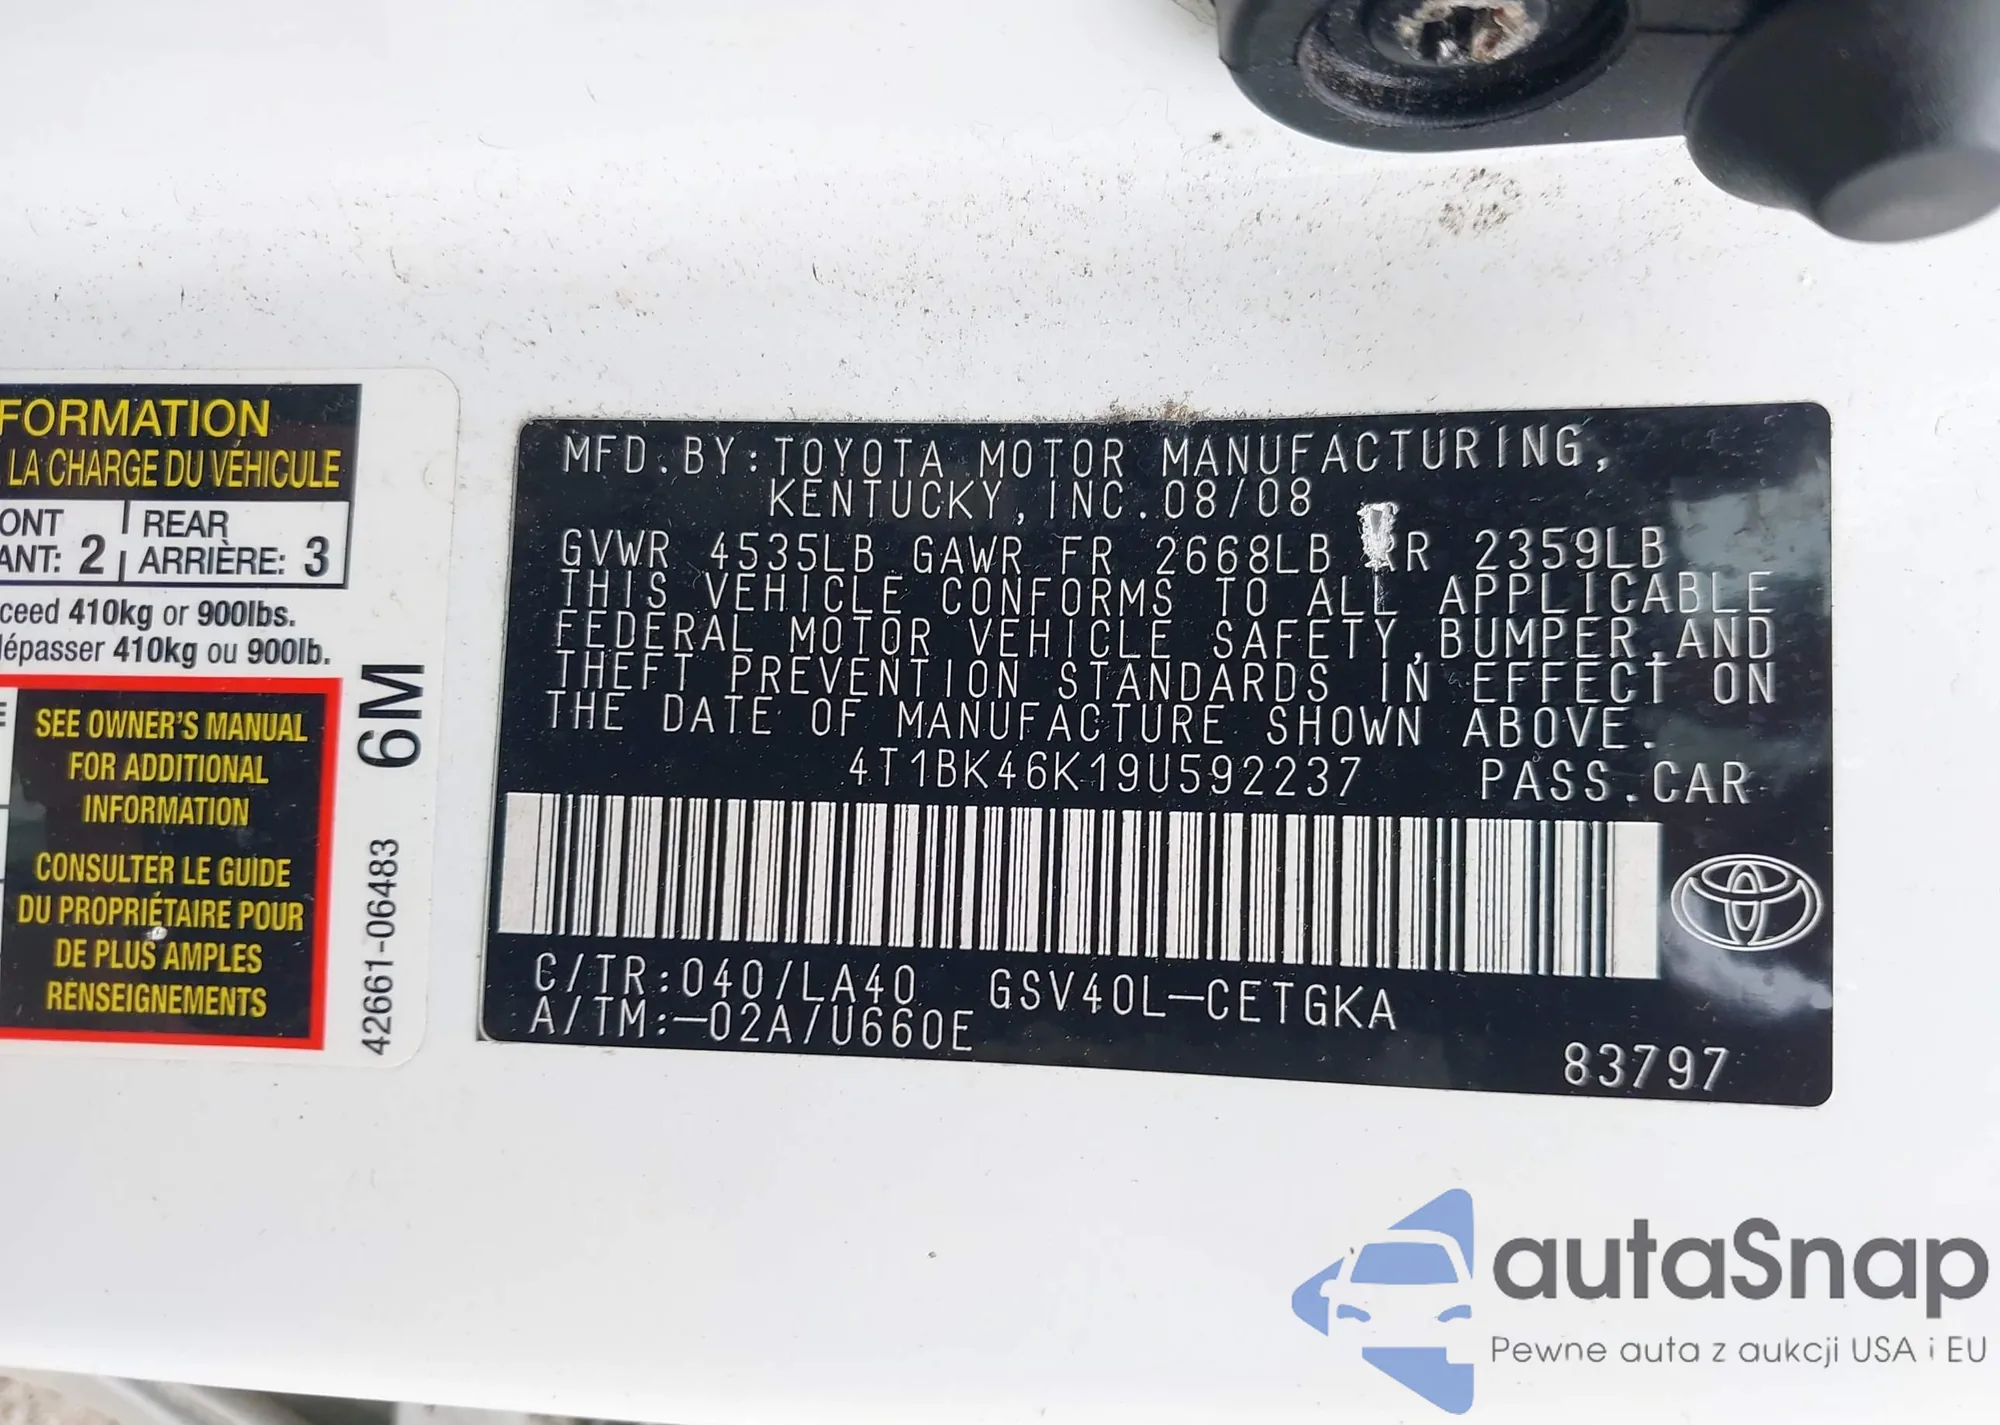 FORMATION
LA CHARGE DU VÉHICULE
ONT REAR
ANT: 2 ARRIÈRE: 3
ceed 410kg or 900lbs.
dépasser 410kg ou 900lb.
E
SEE OWNER'S MANUAL
FOR ADDITIONAL
INFORMATION
CONSULTER LE GUIDE
DU PROPRIÉTAIRE POUR
DE PLUS AMPLES
RENSEIGNEMENTS
6M
42661-06483
MFD.BY:TOYOTA MOTOR MANUFACTURING,
KENTUCKY,INC.08/08
GVWR 4535LB GAWR FR 2668LB RR 2359LB
THIS VEHICLE CONFORMS TO ALL APPLICABLE
FEDERAL MOTOR VEHICLE SAFETY,BUMPER,AND
THEFT PREVENTION STANDARDS IN EFFECT ON
THE DATE OF MANUFACTURE SHOWN ABOVE.
4T1BK46K19U592237 PASS.CAR
C/TR:040/LA40 GSV40L-CETGKA
A/TM:-02A/U660E
83797
autaSnap
Pewne auta z aukcji USA i EU